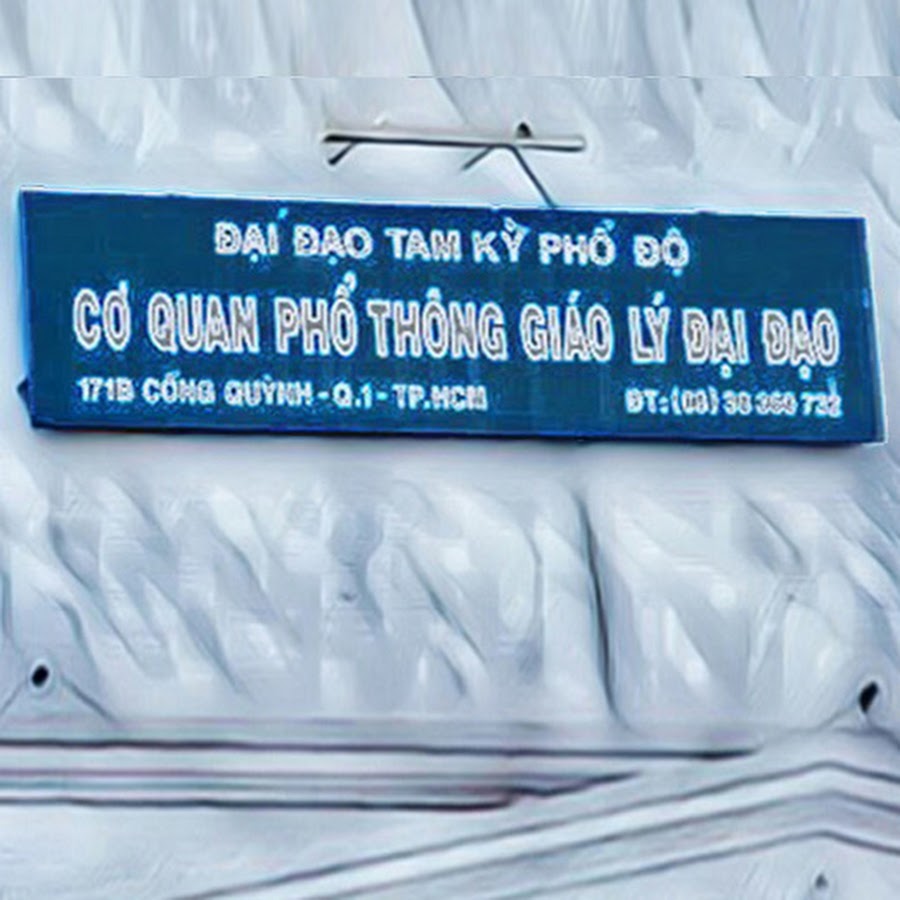 ĐẠI ĐẠO TAM KỲ PHỔ ĐỘ
CƠ QUAN PHỔ THÔNG GIÁO LÝ ĐẠI ĐẠO
171B CỐNG QUỲNH - Q.1 - TP.HCM
ĐT: (08) 38 368 732